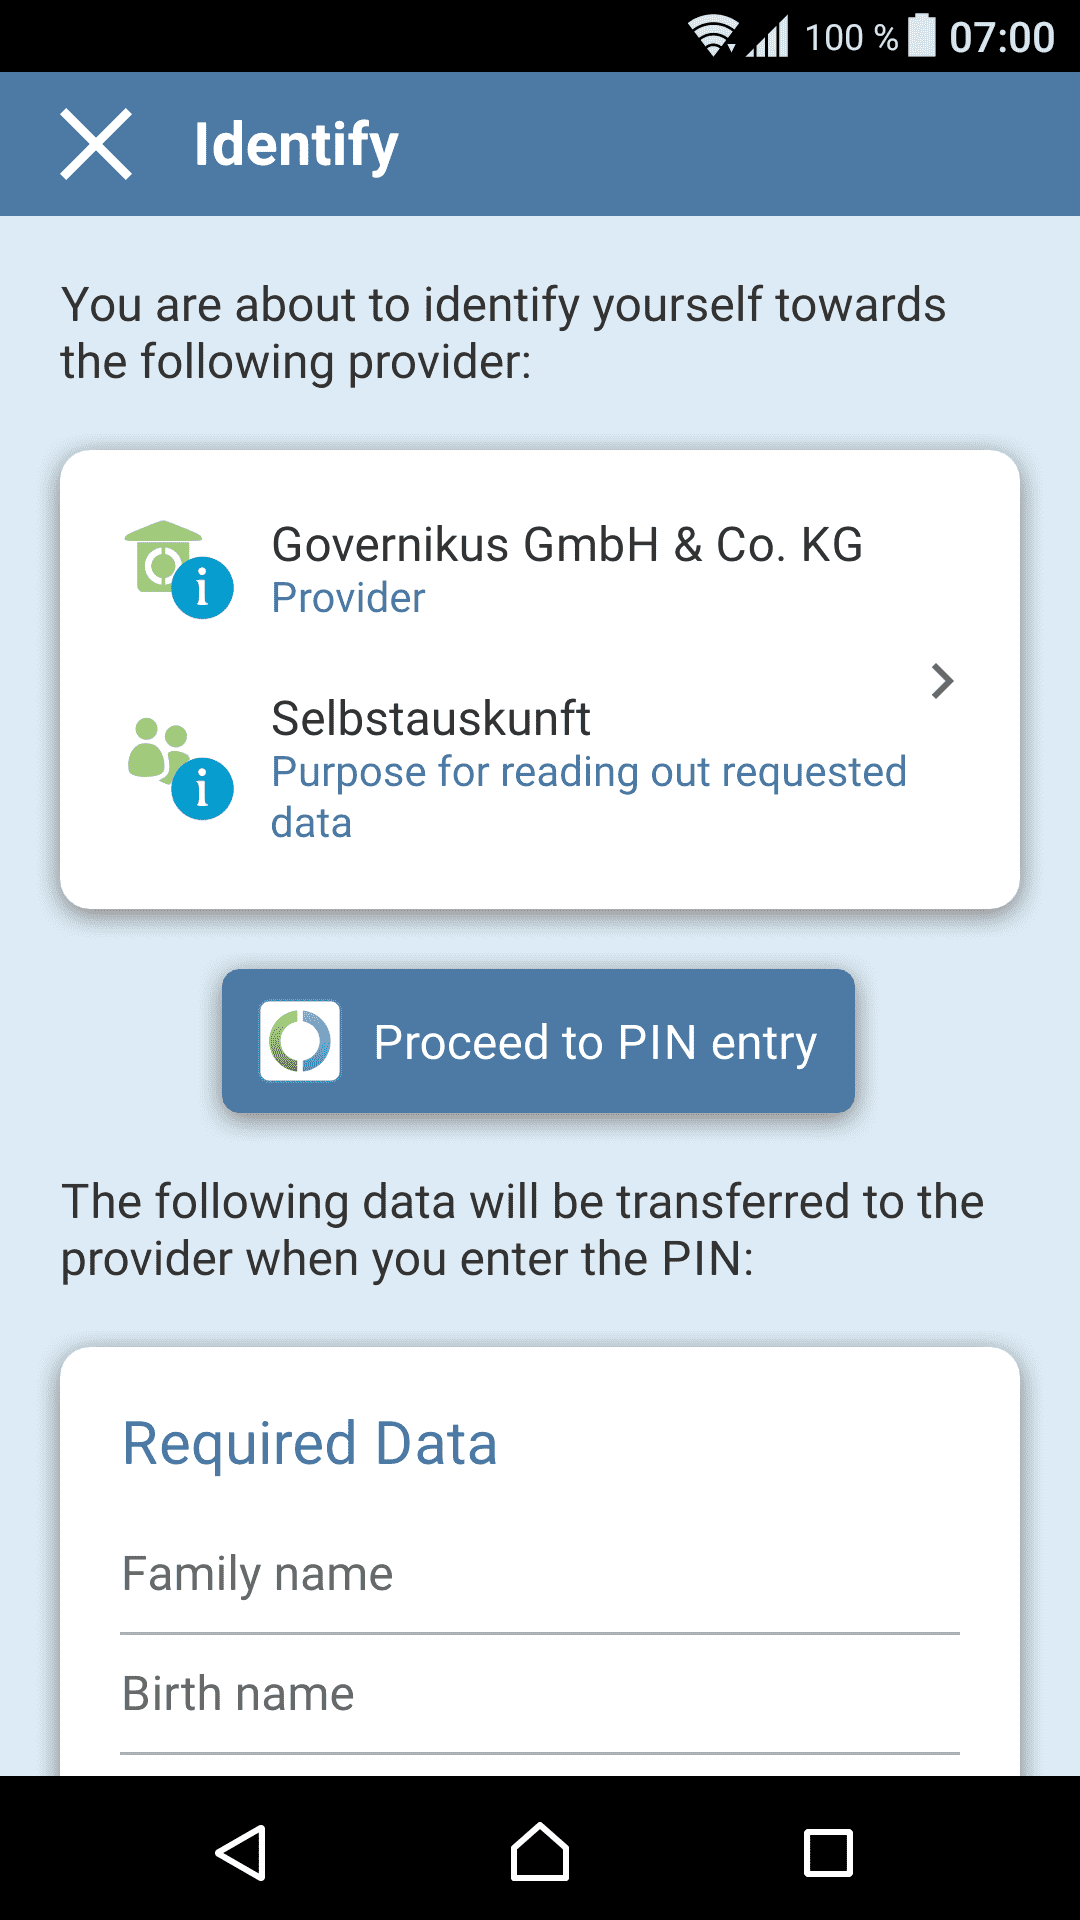 100 % 07:00
Identify
You are about to identify yourself towards
the following provider:
Governikus GmbH & Co. KG
Provider
Selbstauskunft
Purpose for reading out requested
data
Proceed to PIN entry
The following data will be transferred to the
provider when you enter the PIN:
Required Data
Family name
Birth name